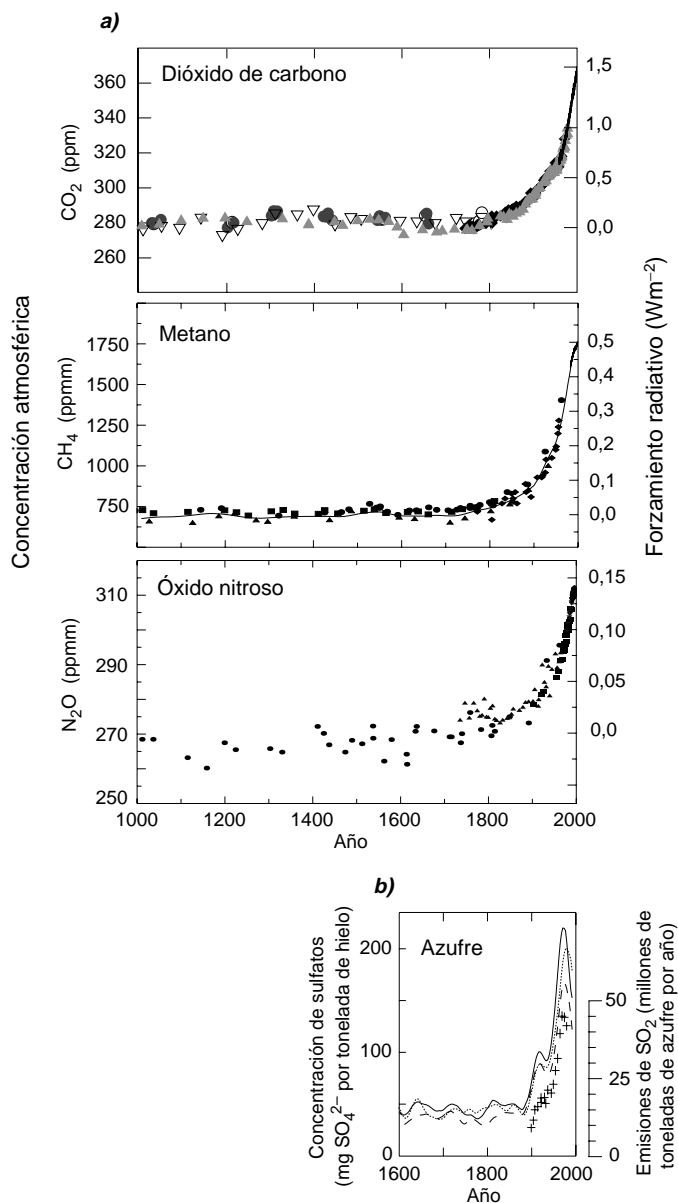 a)
Dióxido de carbono
CO2 (ppm)
360
340
320
300
280
260
1,5
1,0
0,5
0,0
Concentración atmosférica
Forzamiento radiativo (Wm−2)
Metano
CH4 (ppmm)
1750
1500
1250
1000
750
0,5
0,4
0,3
0,2
0,1
0,0
Óxido nitroso
N2O (ppmm)
310
290
270
250
0,15
0,10
0,05
0,0
1000
1200
1400
1600
1800
2000
Año
b)
Azufre
Concentración de sulfatos
(mg SO4 2− por tonelada de hielo)
200
100
0
Emisiones de SO2 (millones de
toneladas de azufre por año)
50
25
0
1600
1800
2000
Año